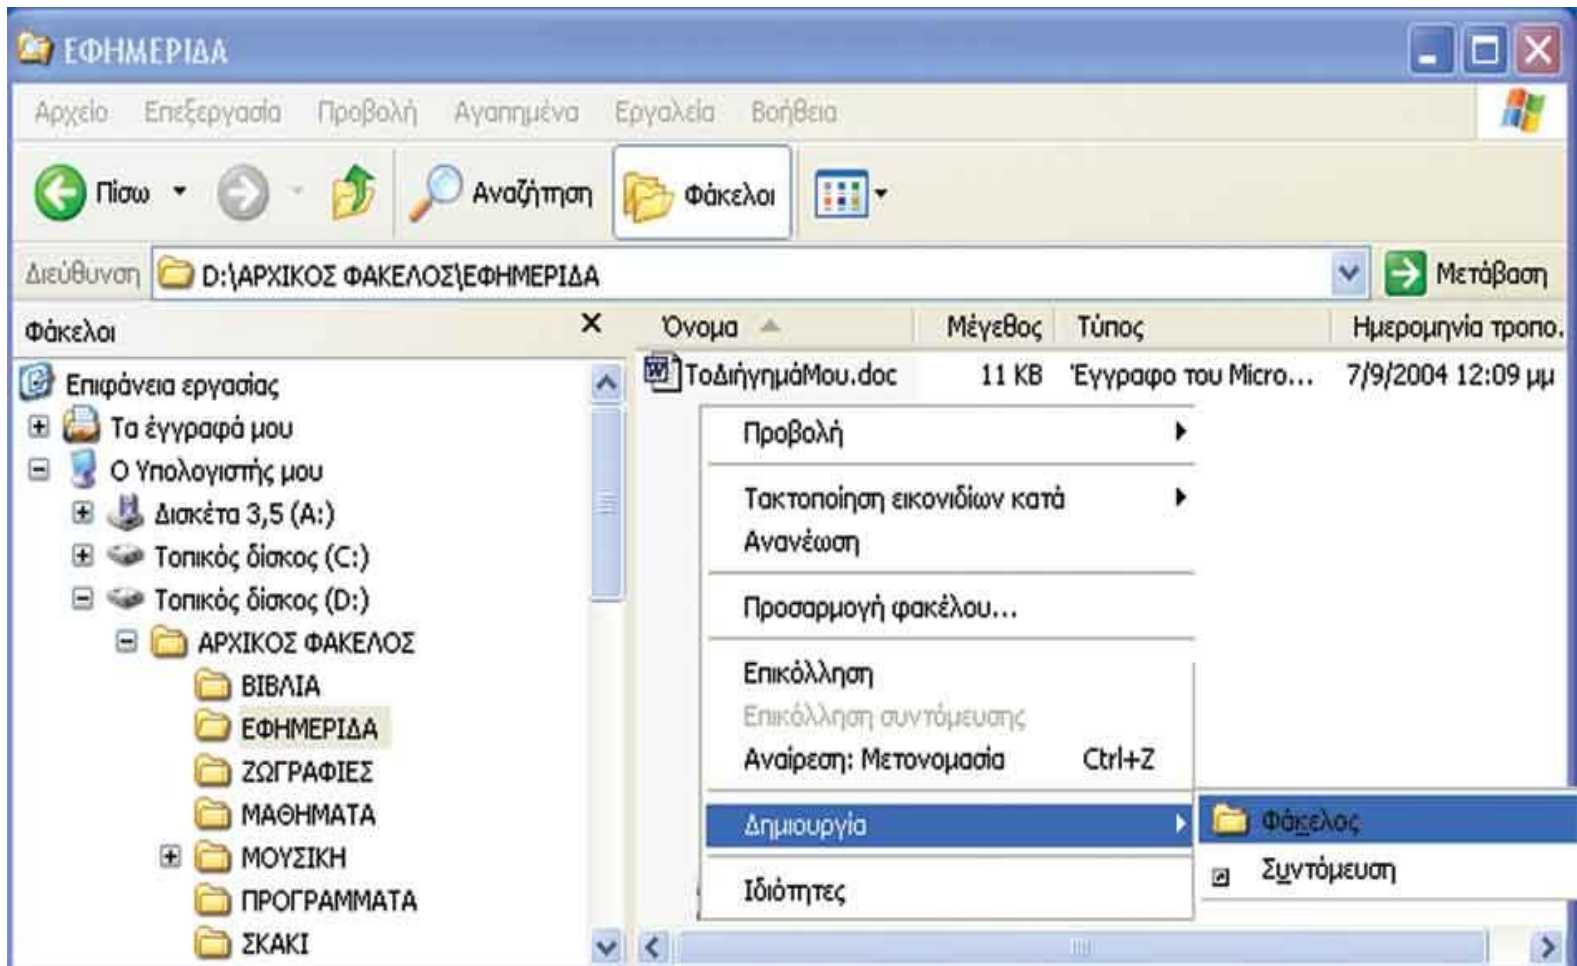 ΕΦΗΜΕΡΙΔΑ
Αρχείο Επεξεργασία Προβολή Αγαπημένα Εργαλεία Βοήθεια
Πίσω Αναζήτηση Φάκελοι
Διεύθυνση D:\ΑΡΧΙΚΟΣ ΦΑΚΕΛΟΣ\ΕΦΗΜΕΡΙΔΑ Μετάβαση
Φάκελοι
Επιφάνεια εργασίας
Τα έγγραφά μου
Ο Υπολογιστής μου
Δισκέτα 3,5 (A:)
Τοπικός δίσκος (C:)
Τοπικός δίσκος (D:)
ΑΡΧΙΚΟΣ ΦΑΚΕΛΟΣ
ΒΙΒΛΙΑ
ΕΦΗΜΕΡΙΔΑ
ΖΩΓΡΑΦΙΕΣ
ΜΑΘΗΜΑΤΑ
ΜΟΥΣΙΚΗ
ΠΡΟΓΡΑΜΜΑΤΑ
ΣΚΑΚΙ
Όνομα Μέγεθος Τύπος Ημερομηνία τροπο.
ΤοΔιήγημάΜου.doc 11 KB Έγγραφο του Micro... 7/9/2004 12:09 μμ
Προβολή
Τακτοποίηση εικονιδίων κατά
Ανανέωση
Προσαρμογή φακέλου...
Επικόλληση
Επικόλληση συντόμευσης
Αναίρεση: Μετονομασία Ctrl+Z
Δημιουργία
Ιδιότητες
Φάκελος
Συντόμευση